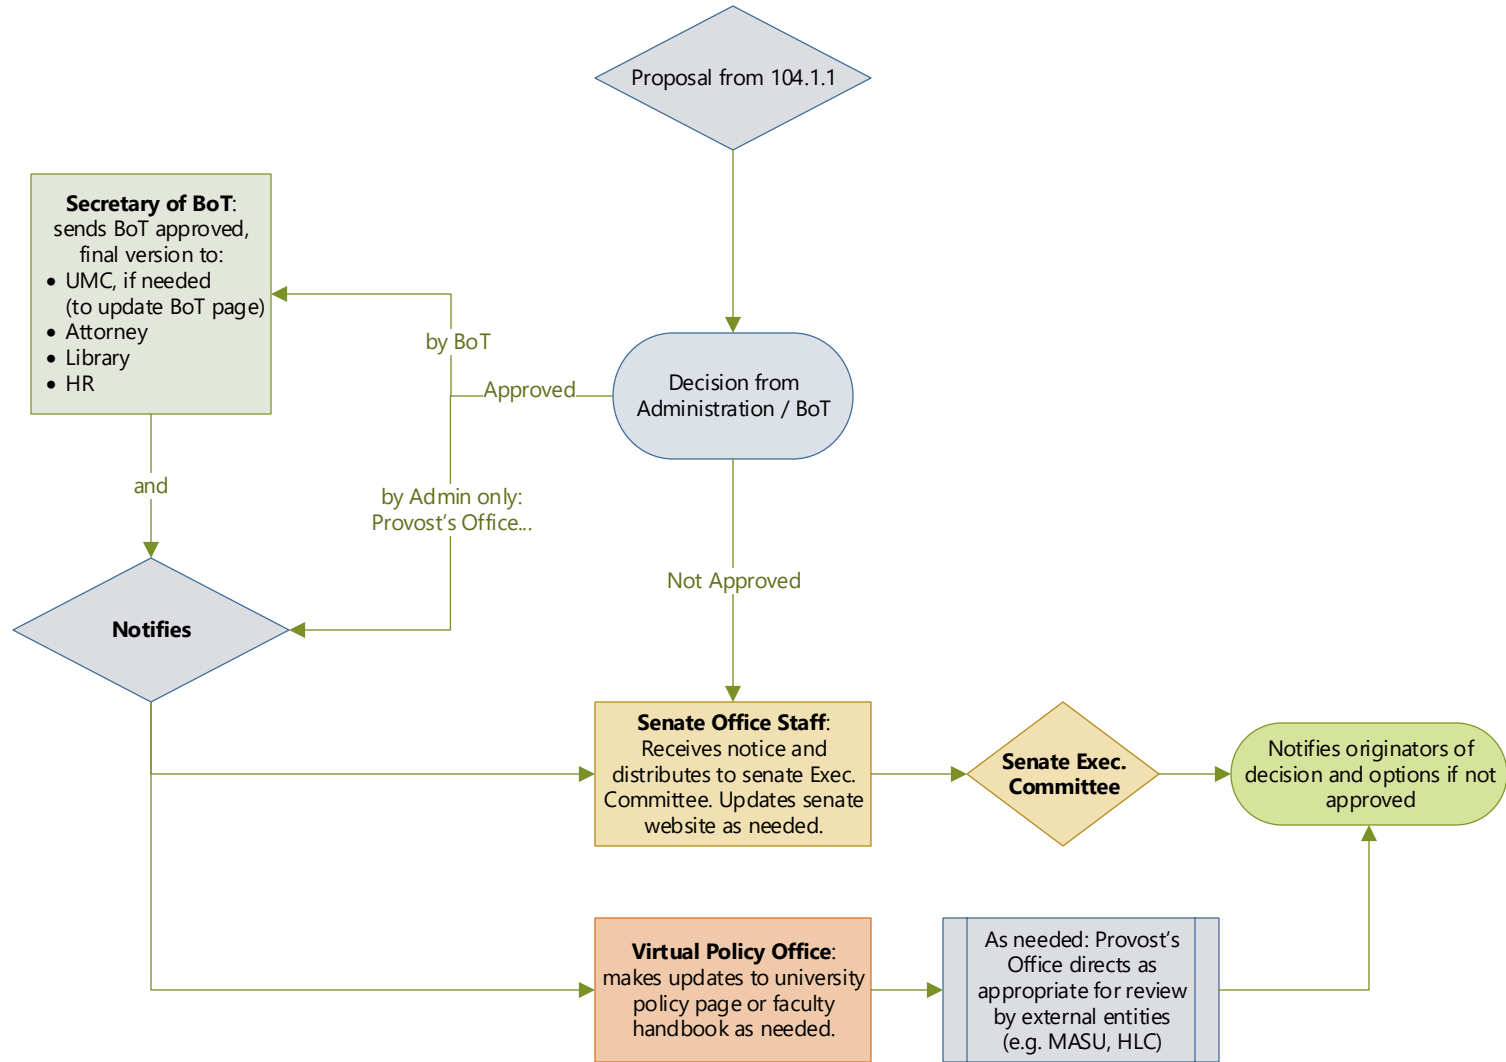 Proposal from 104.1.1
Secretary of BoT:
sends BoT approved,
final version to:
• UMC, if needed
(to update BoT page)
• Attorney
• Library
• HR
by BoT
Approved
Decision from
Administration / BoT
and
by Admin only:
Provost’s Office...
Not Approved
Notifies
Senate Office Staff:
Receives notice and
distributes to senate Exec.
Committee. Updates senate
website as needed.
Senate Exec.
Committee
Notifies originators of
decision and options if not
approved
Virtual Policy Office:
makes updates to university
policy page or faculty
handbook as needed.
As needed: Provost’s
Office directs as
appropriate for review
by external entities
(e.g. MASU, HLC)